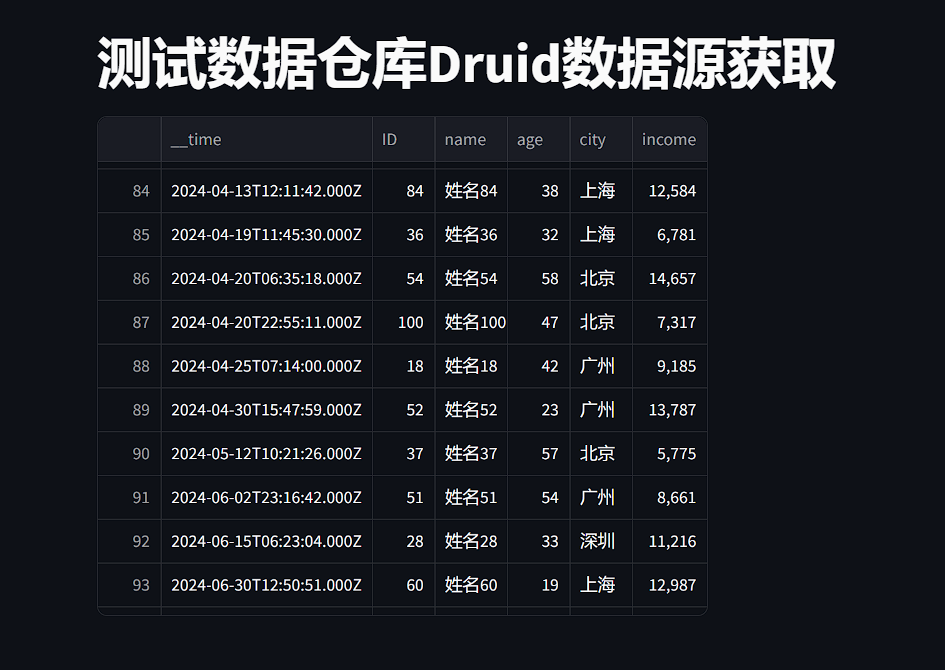 测试数据仓库Druid数据源获取
__time ID name age city income
84 2024-04-13T12:11:42.000Z 84 姓名84 38 上海 12,584
85 2024-04-19T11:45:30.000Z 36 姓名36 32 上海 6,781
86 2024-04-20T06:35:18.000Z 54 姓名54 58 北京 14,657
87 2024-04-20T22:55:11.000Z 100 姓名100 47 北京 7,317
88 2024-04-25T07:14:00.000Z 18 姓名18 42 广州 9,185
89 2024-04-30T15:47:59.000Z 52 姓名52 23 广州 13,787
90 2024-05-12T10:21:26.000Z 37 姓名37 57 北京 5,775
91 2024-06-02T23:16:42.000Z 51 姓名51 54 广州 8,661
92 2024-06-15T06:23:04.000Z 28 姓名28 33 深圳 11,216
93 2024-06-30T12:50:51.000Z 60 姓名60 19 上海 12,987